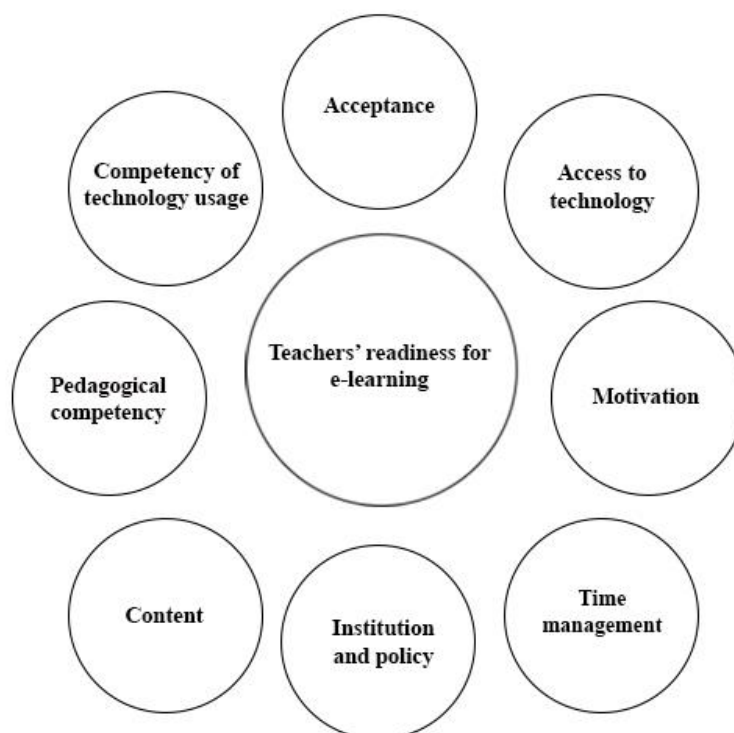 Acceptance
Competency of
technology usage
Access to
technology
Teachers’ readiness for
e-learning
Pedagogical
competency
Motivation
Content
Institution
and policy
Time
management